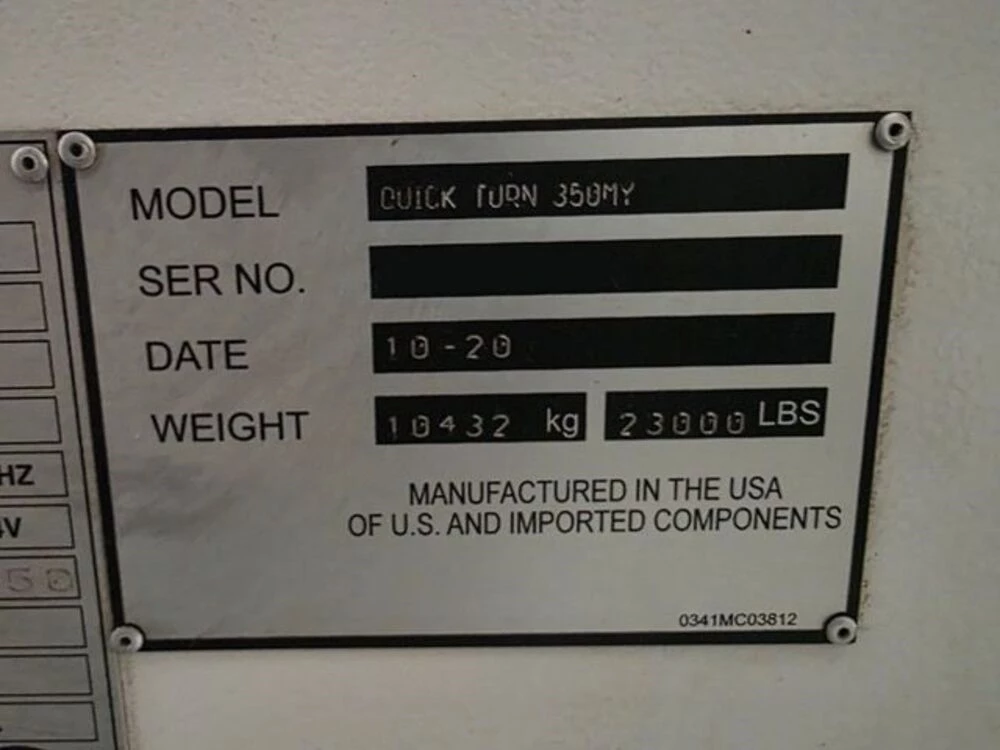 MODEL QUICK TURN 350MY
SER NO.
DATE 10-20
WEIGHT 10432 kg 23000 LBS
MANUFACTURED IN THE USA
OF U.S. AND IMPORTED COMPONENTS
0341MC03812
HZ
V
50